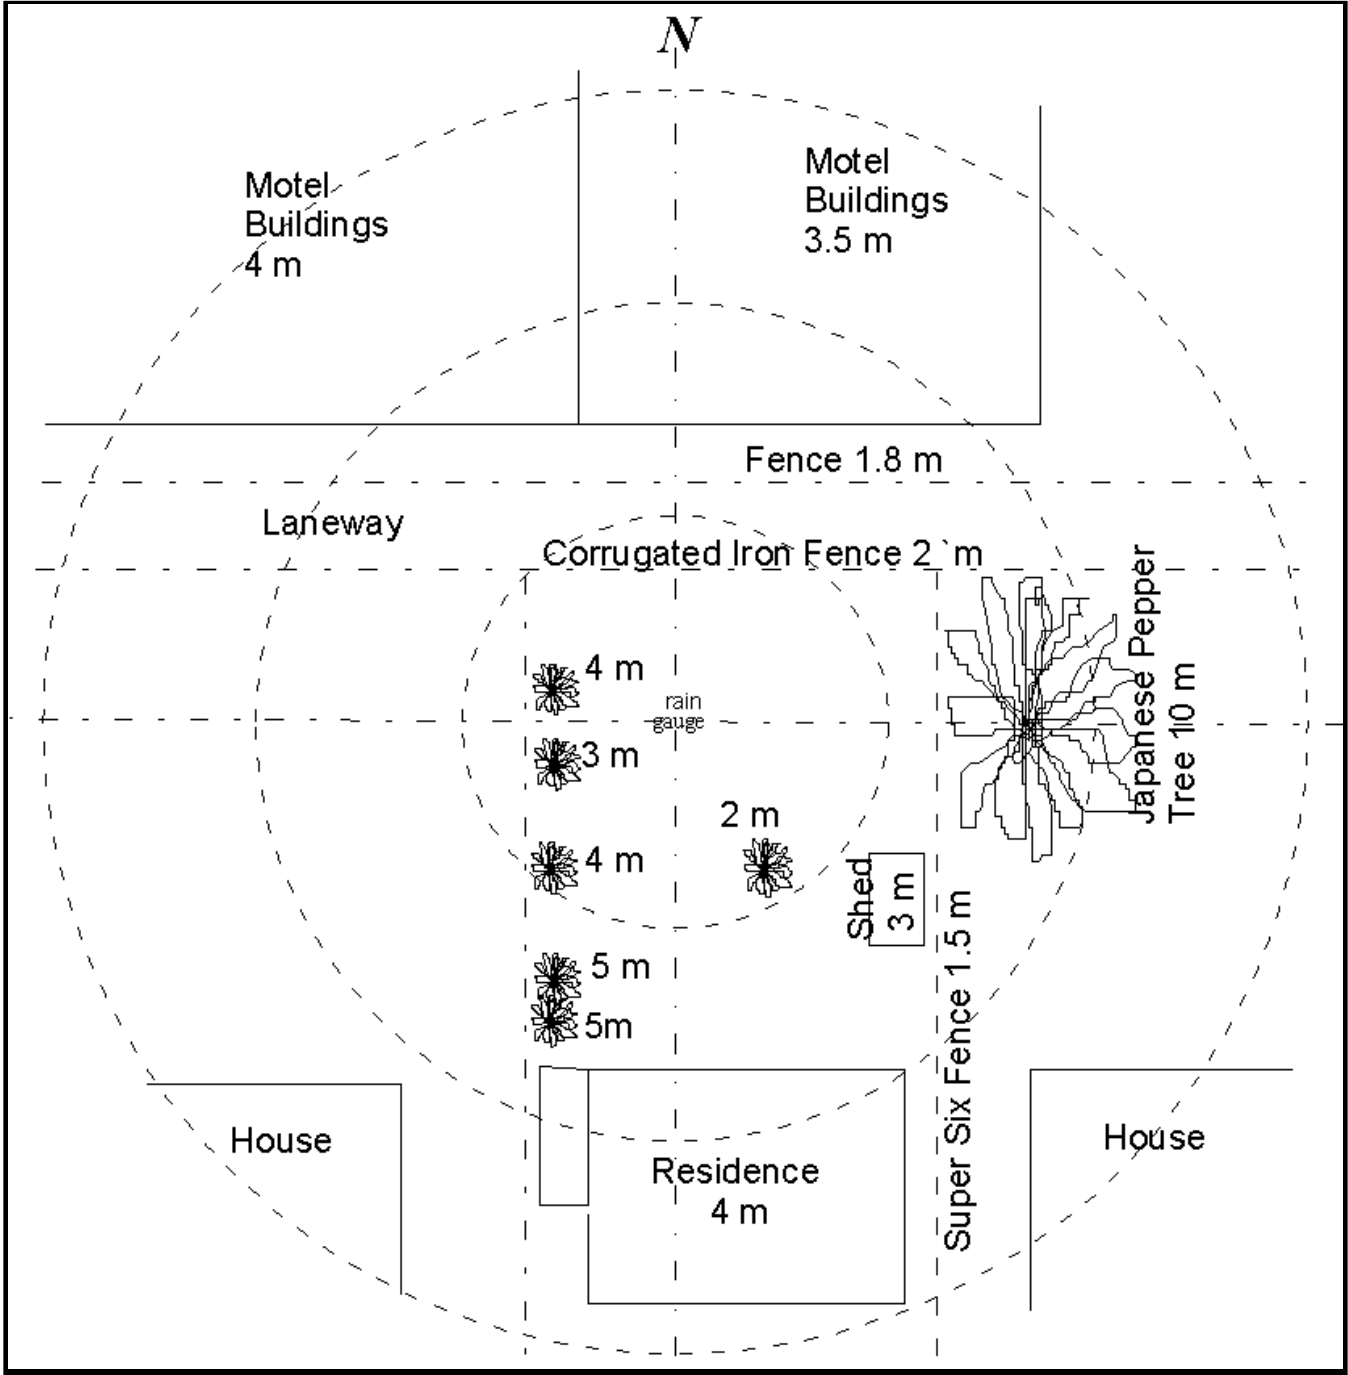 N
Motel
Buildings
4 m
Motel
Buildings
3.5 m
Fence 1.8 m
Laneway
Corrugated Iron Fence 2 `m
Japanese Pepper
Tree 10 m
4 m
rain
gauge
3 m
2 m
4 m
Shed
3 m
5 m
5m
Super Six Fence 1.5 m
House
Residence
4 m
House